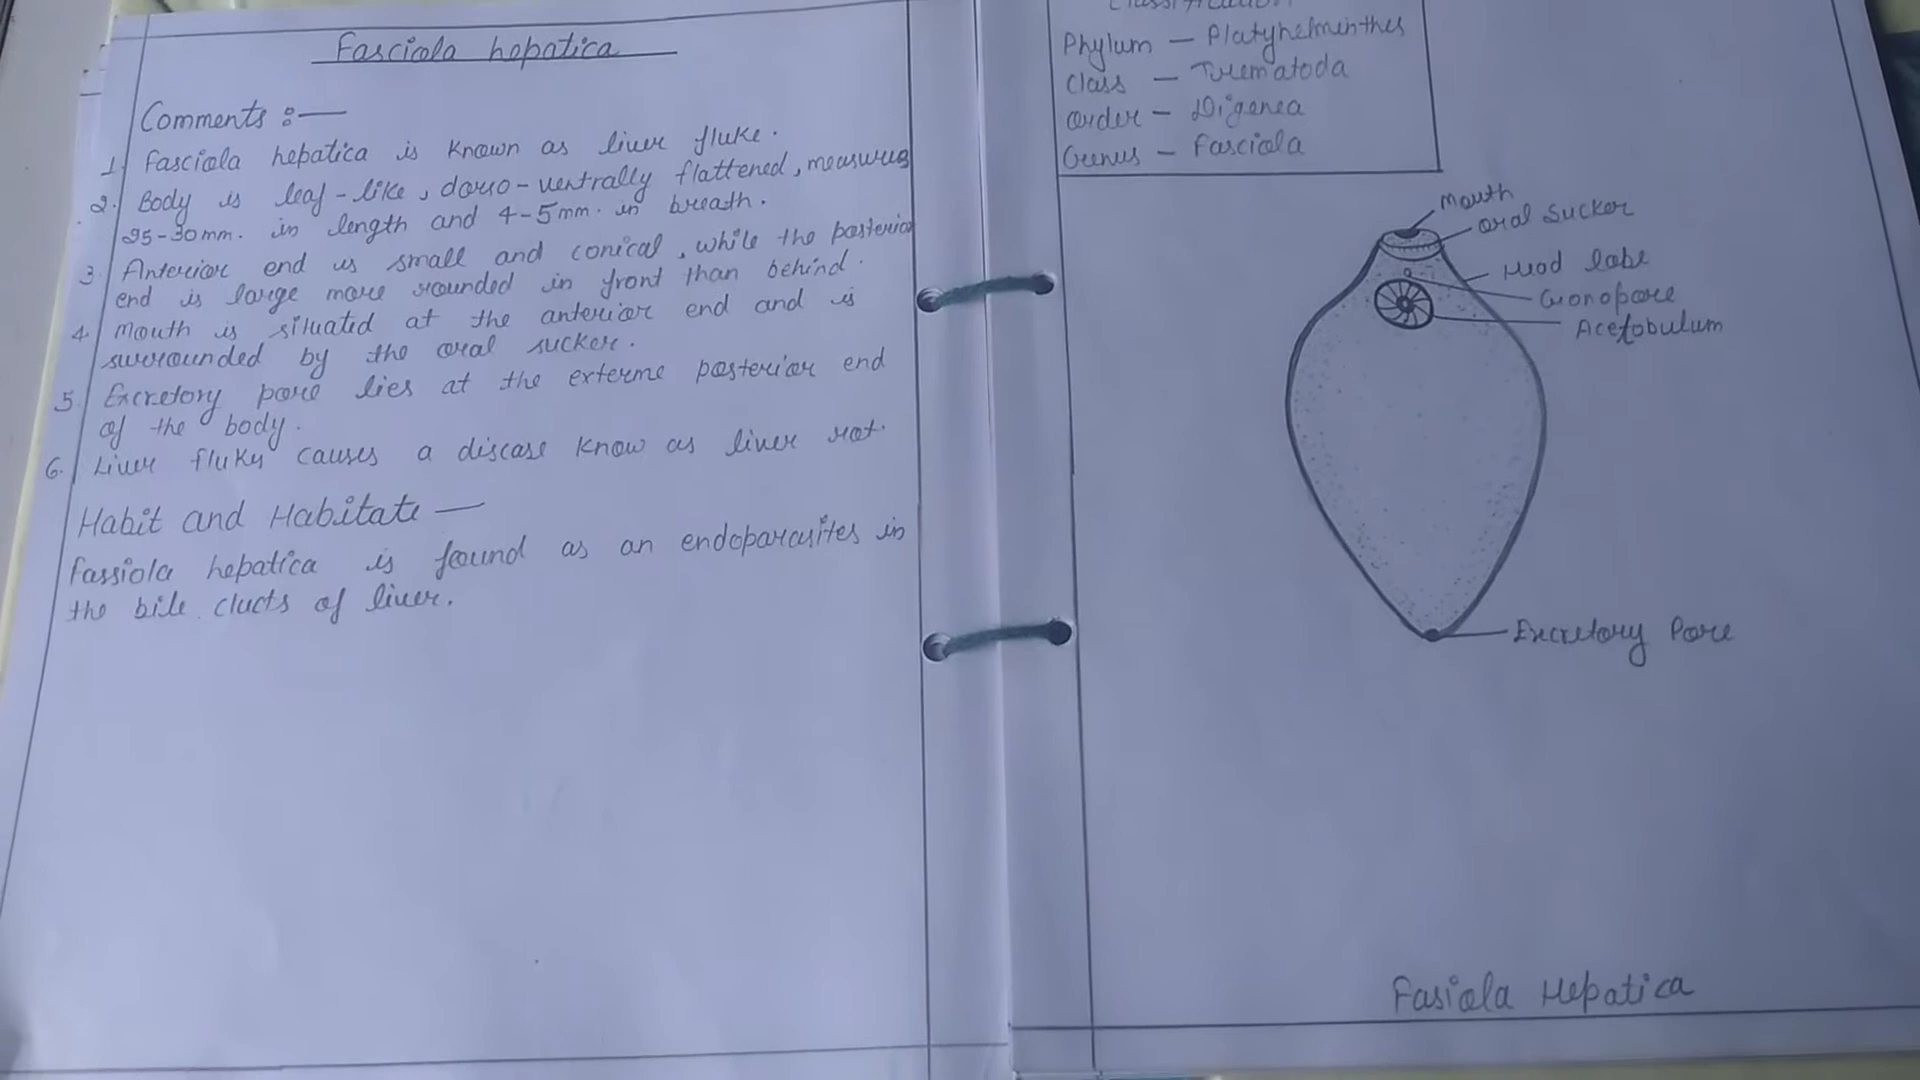 Fasciola hepatica
Comments :—
1. Fasciola hepatica is known as liver fluke.
2. Body is leaf-like, dorso-ventrally flattened, measures
25-30mm. in length and 4-5mm. in breath.
3. Anterior end is small and conical, while the posterior
end is large more rounded in front than behind.
4. Mouth is situated at the anterior end and is
surrounded by the oral sucker.
5. Excretory pore lies at the exterme posterior end
of the body.
6. Liver fluky causes a disease know as liver rot.
Habit and Habitate —
Fassiola hepatica is found as an endoparasites in
the bile ducts of liver.
Classification
Phylum — Platyhelminthes
Class — Trematoda
Order — Digenea
Genus — Fasciola
Mouth
Oral Sucker
Head lobe
Gonopore
Acetobulum
Excretory Pore
Fasiola Hepatica